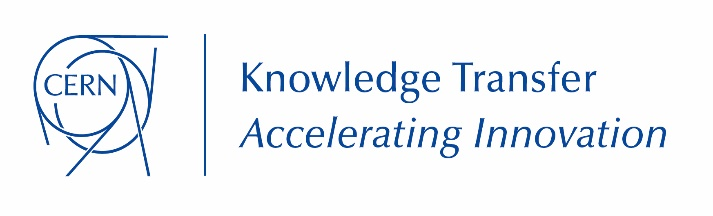 CERN
Knowledge Transfer
Accelerating Innovation